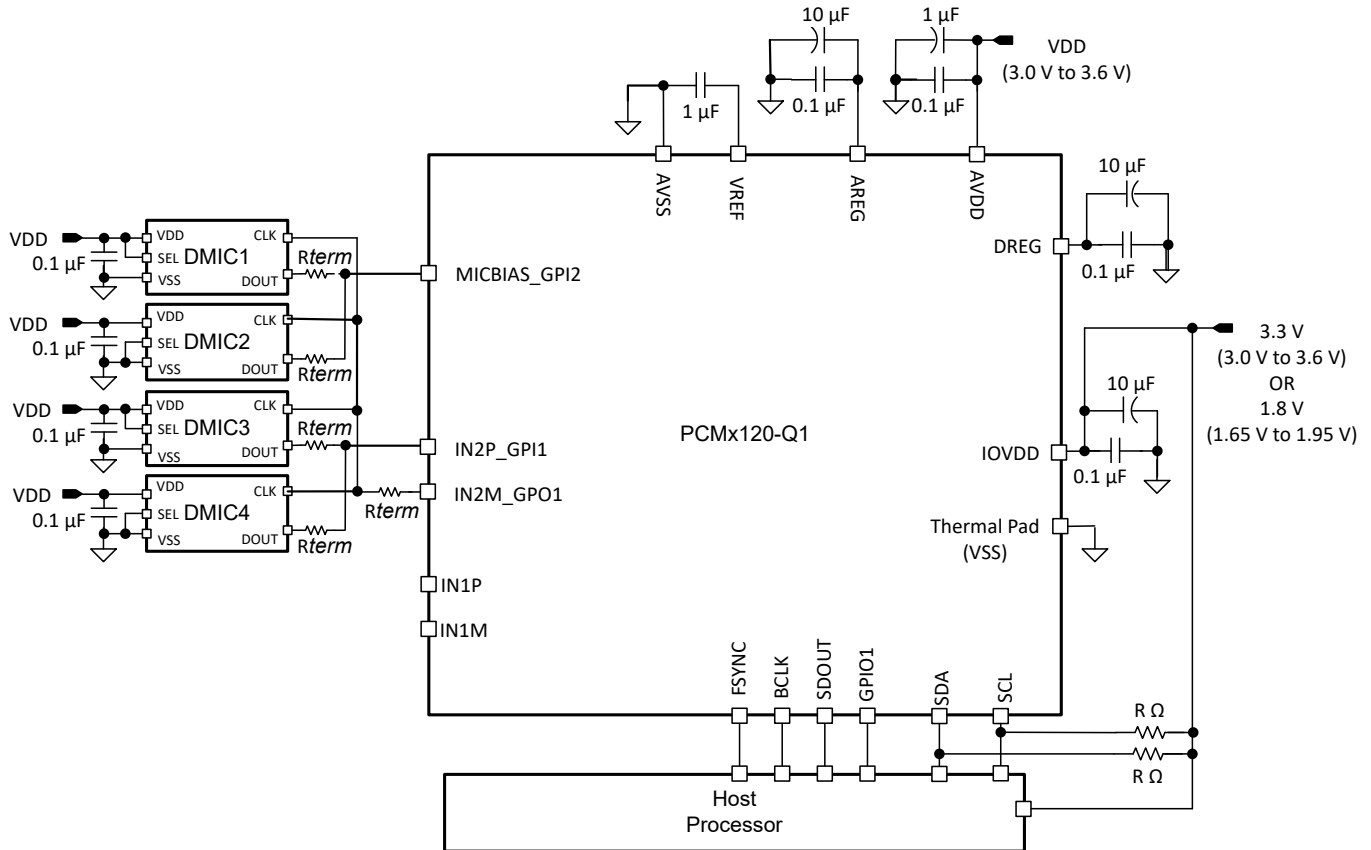 10 µF
1 µF
VDD
(3.0 V to 3.6 V)
1 µF
0.1 µF
0.1 µF
AVSS
VREF
AREG
AVDD
10 µF
DREG
0.1 µF
VDD
0.1 µF
VDD
SEL
VSS
DMIC1
CLK
DOUT
Rterm
MICBIAS_GPI2
VDD
0.1 µF
VDD
SEL
VSS
DMIC2
CLK
DOUT
Rterm
VDD
0.1 µF
VDD
SEL
VSS
DMIC3
CLK
DOUT
Rterm
IN2P_GPI1
VDD
0.1 µF
VDD
SEL
VSS
DMIC4
CLK
DOUT
Rterm
Rterm
IN2M_GPO1
IN1P
IN1M
PCMx120-Q1
3.3 V
(3.0 V to 3.6 V)
OR
1.8 V
(1.65 V to 1.95 V)
10 µF
IOVDD
0.1 µF
Thermal Pad
(VSS)
FSYNC
BCLK
SDOUT
GPIO1
SDA
SCL
R Ω
R Ω
Host
Processor